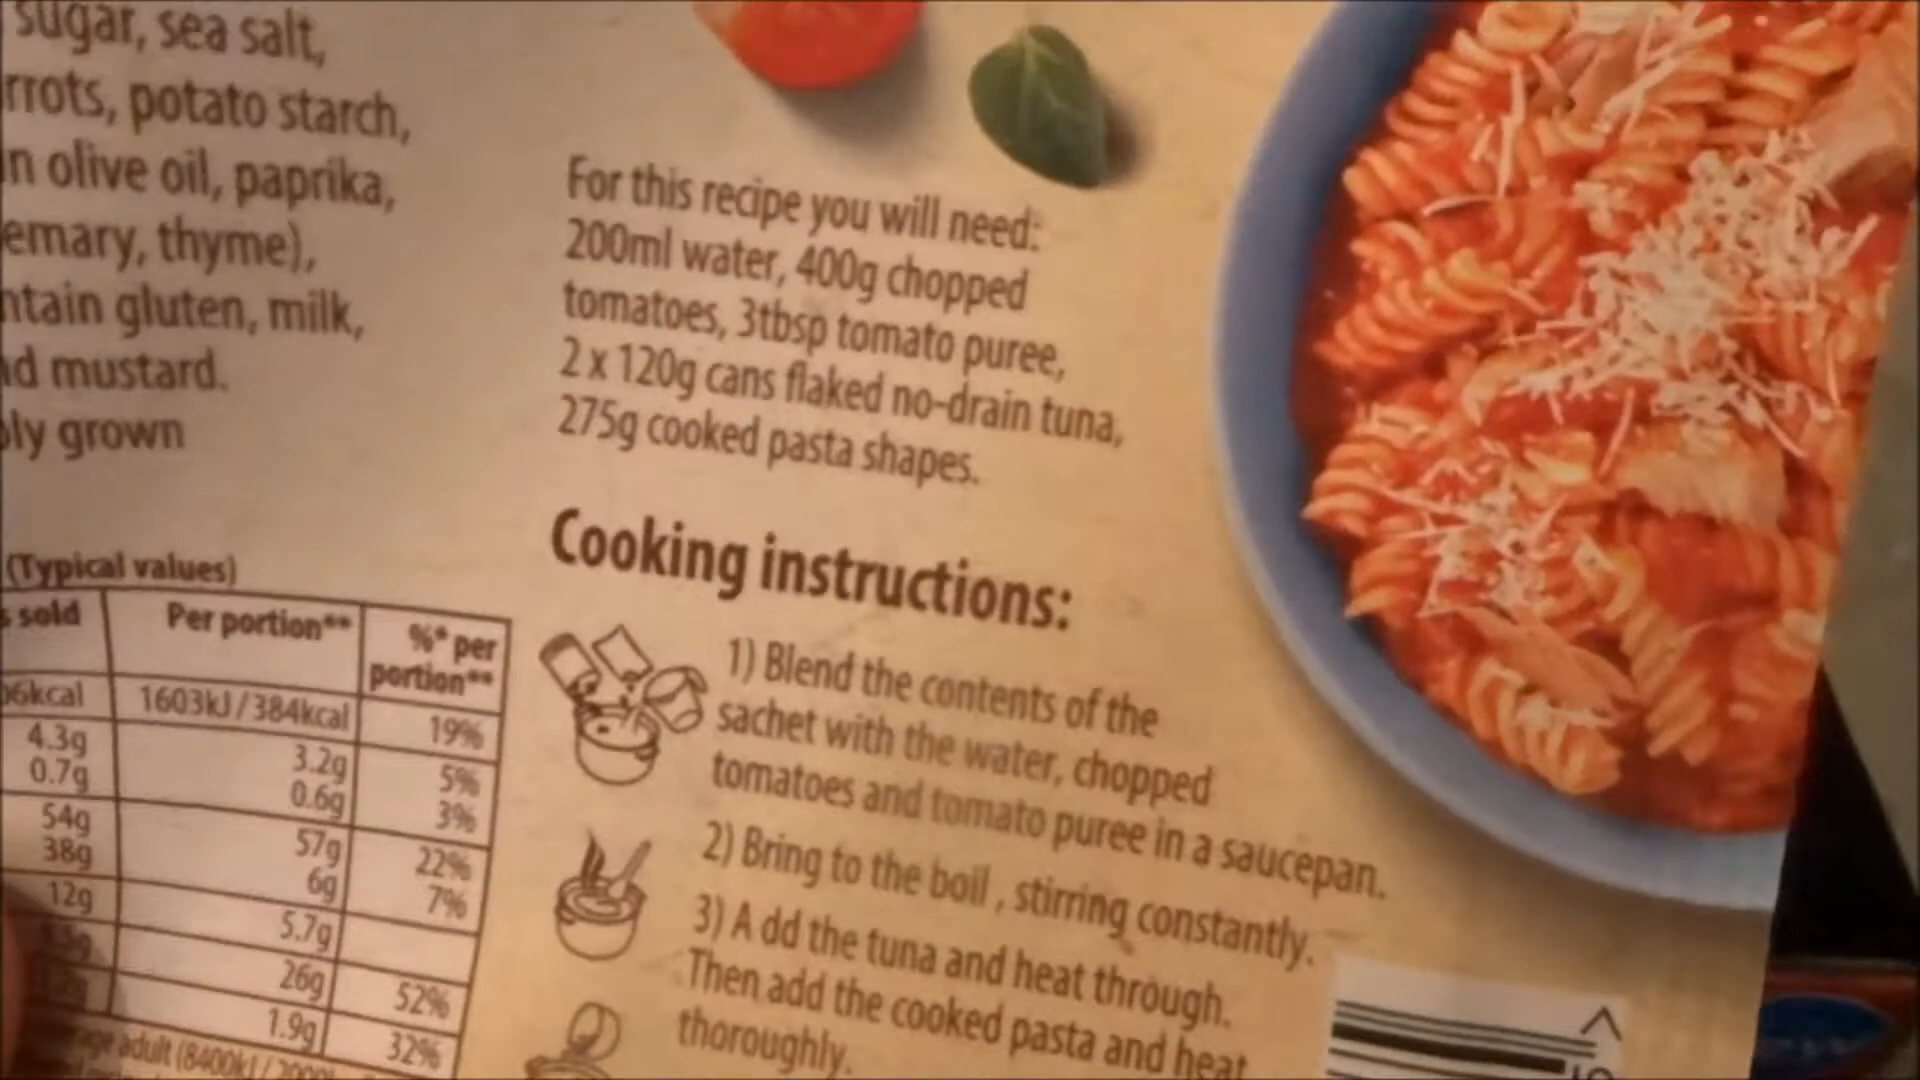 sugar, sea salt,
potato starch,
olive oil, paprika,
thyme),
gluten, milk,
mustard.
grown
For this recipe you will need:
200ml water, 400g chopped
tomatoes, 3tbsp tomato puree,
2 x 120g cans flaked no-drain tuna,
275g cooked pasta shapes.
Cooking instructions:
1) Blend the contents of the
sachet with the water, chopped
tomatoes and tomato puree in a saucepan.
2) Bring to the boil , stirring constantly.
3) A dd the tuna and heat through.
Then add the cooked pasta and heat
thoroughly.
(Typical values)
sold Per portion** %* per
portion**
1603kJ / 384kcal 19%
4.3g 3.2g 5%
0.7g 0.6g 3%
54g 57g 22%
38g 6g 7%
12g 5.7g
26g 52%
1.9g 32%
adult (8400kJ /